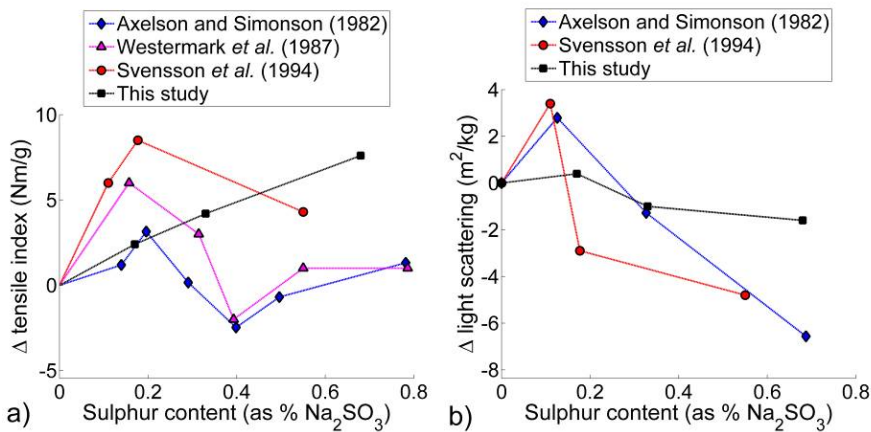 Axelson and Simonson (1982)
Westermark et al. (1987)
Svensson et al. (1994)
This study
10
5
0
-5
Δ tensile index (Nm/g)
0
0.2
0.4
0.6
0.8
a)
Sulphur content (as % Na₂SO₃)
Axelson and Simonson (1982)
Svensson et al. (1994)
This study
4
2
0
-2
-4
-6
-8
Δ light scattering (m²/kg)
0
0.2
0.4
0.6
0.8
b)
Sulphur content (as % Na₂SO₃)